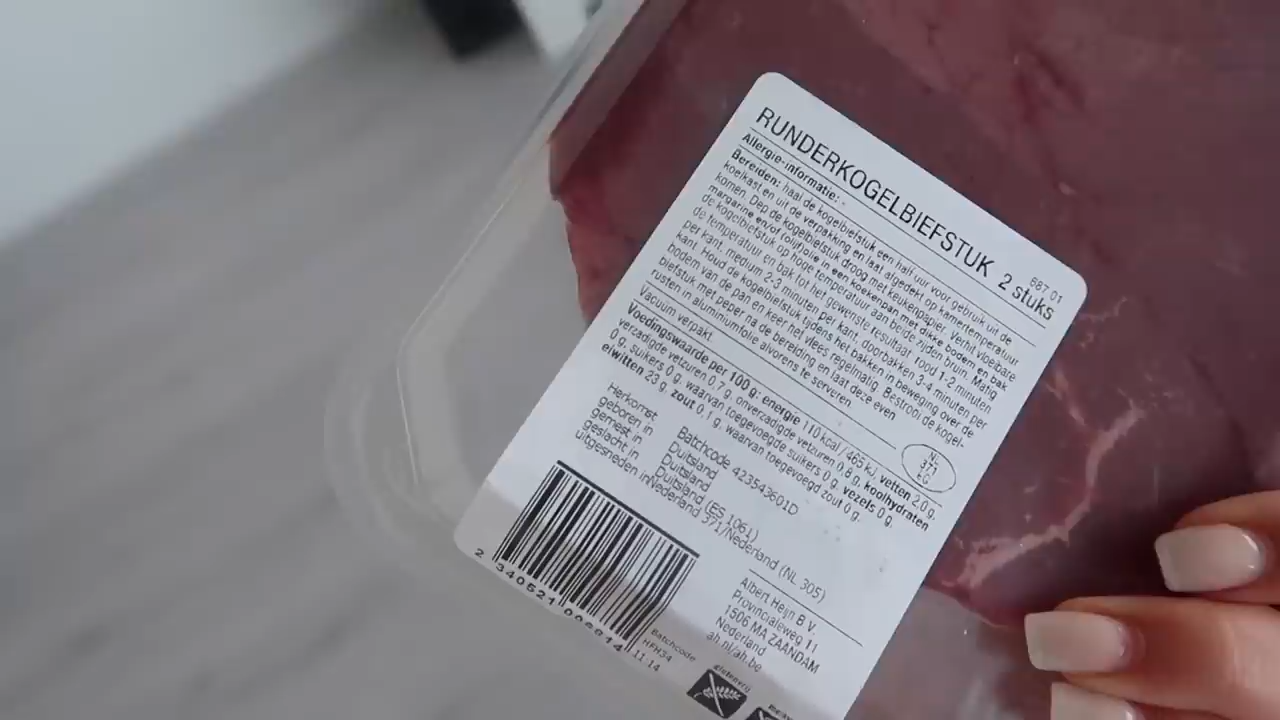 RUNDERKOGELBIEFSTUK 2 stuks
687 01
Allergie-informatie: -
Bereiden: haal de kogelbiefstuk een half uur voor gebruik uit de
koelkast en uit de verpakking en laat afgedekt op kamertemperatuur
komen. Dep de kogelbiefstuk droog met keukenpapier. Verhit vloeibare
margarine en/of (olijf)olie in een koekenpan met dikke bodem en bak
de kogelbiefstuk op hoge temperatuur aan beide zijden bruin. Matig
de temperatuur en bak tot het gewenste resultaat: rood 1-2 minuten
per kant, medium 2-3 minuten per kant, doorbakken 3-4 minuten per
kant. Houd de kogelbiefstuk tijdens het bakken in beweging over de
bodem van de pan en keer het vlees regelmatig. Bestrooi de kogel-
biefstuk met peper na de bereiding en laat deze even
rusten in aluminiumfolie alvorens te serveren.
Vacuum verpakt.
Voedingswaarde per 100 g: energie 110 kcal / 465 kJ, vetten 2,0 g,
verzadigde vetzuren 0,7 g, onverzadigde vetzuren 0,8 g, koolhydraten
0 g, suikers 0 g, waarvan toegevoegde suikers 0 g, vezels 0 g,
eiwitten 23 g, zout 0,1 g, waarvan toegevoegd zout 0 g.
NL
371
EG
Herkomst Batchcode 423543601D
geboren in Duitsland
gemest in Duitsland
geslacht in Duitsland (ES 106L)
uitgesneden in Nederland 371/Nederland (NL 305)
2 340521 006914
Batchcode
HFH34
11:14
Albert Heijn B.V.
Provincialeweg 11
1506 MA ZAANDAM
Nederland
ah.nl/ah.be